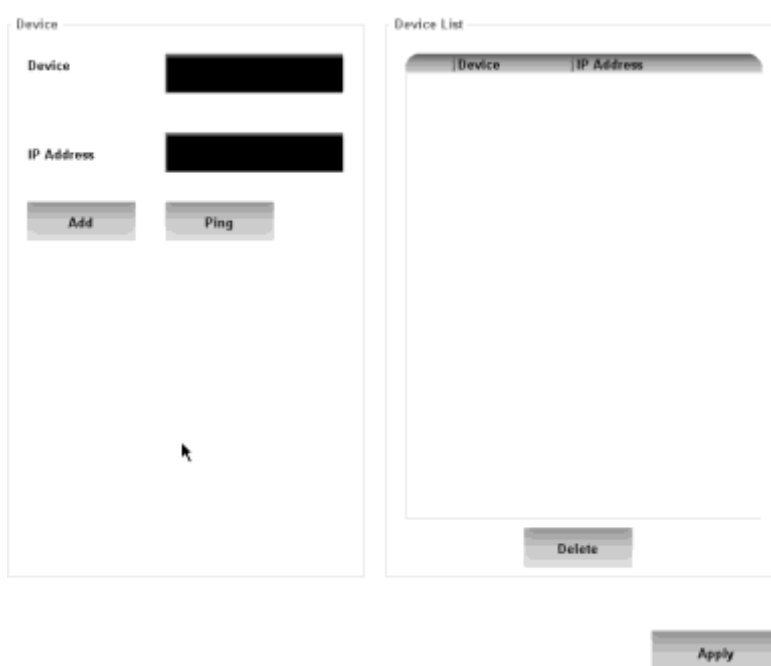 Device
Device
IP Address
Add
Ping
Device List
Device
IP Address
Delete
Apply